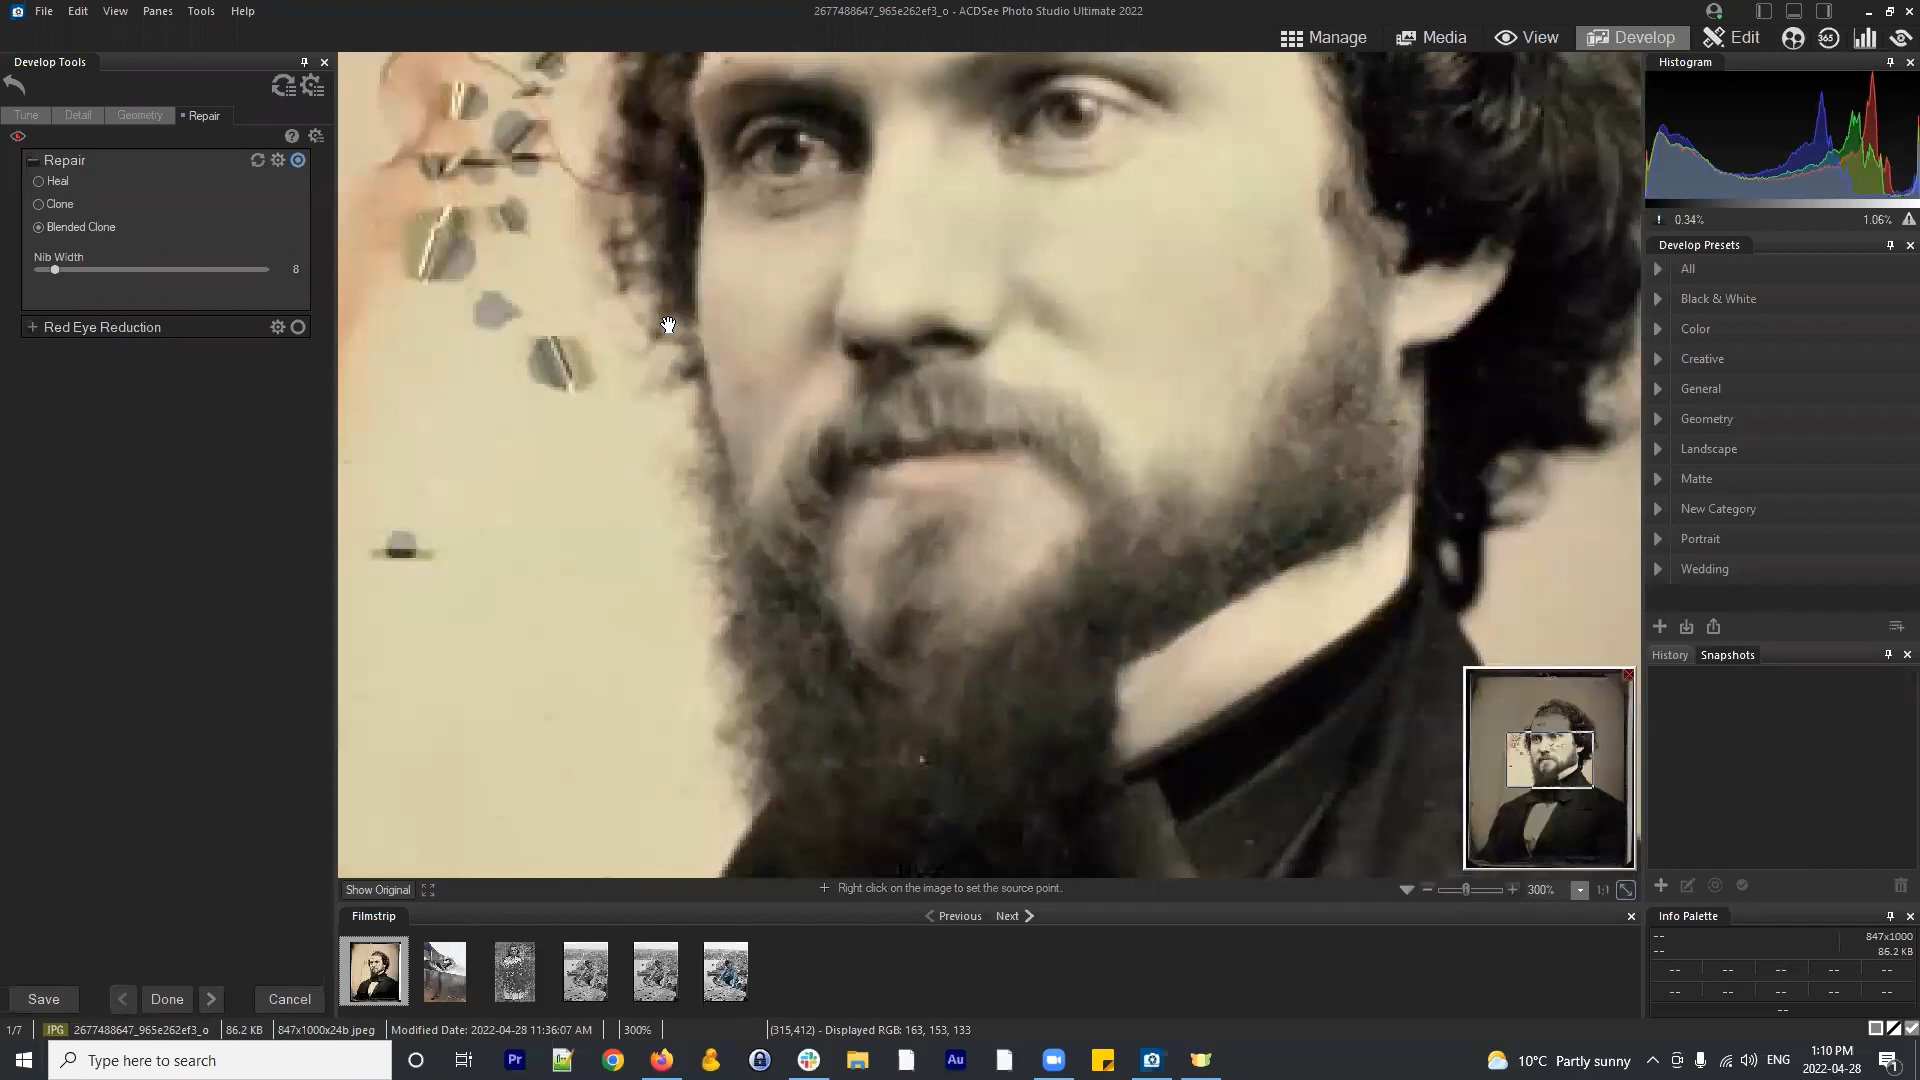 File Edit View Panes Tools Help
2677488647_965e262ef3_o - ACDSee Photo Studio Ultimate 2022
Manage Media View Develop Edit 365
Develop Tools
Tune Detail Geometry Repair
Repair
Heal
Clone
Blended Clone
Nib Width
8
Red Eye Reduction
Histogram
0.34% 1.06%
Develop Presets
All
Black & White
Color
Creative
General
Geometry
Landscape
Matte
New Category
Portrait
Wedding
History Snapshots
Show Original
Right click on the image to set the source point.
300% 1:1
Filmstrip
Previous Next
Info Palette
-- 847x1000
-- 86.2 KB
-- -- -- -- --
-- -- -- -- --
--
Save Done Cancel
1/7 JPG 2677488647_965e262ef3_o 86.2 KB 847x1000x24b jpeg Modified Date: 2022-04-28 11:36:07 AM 300% (315,412) - Displayed RGB: 163, 153, 133
Type here to search
Pr
Au
10°C Partly sunny
ENG
1:10 PM
2022-04-28
1